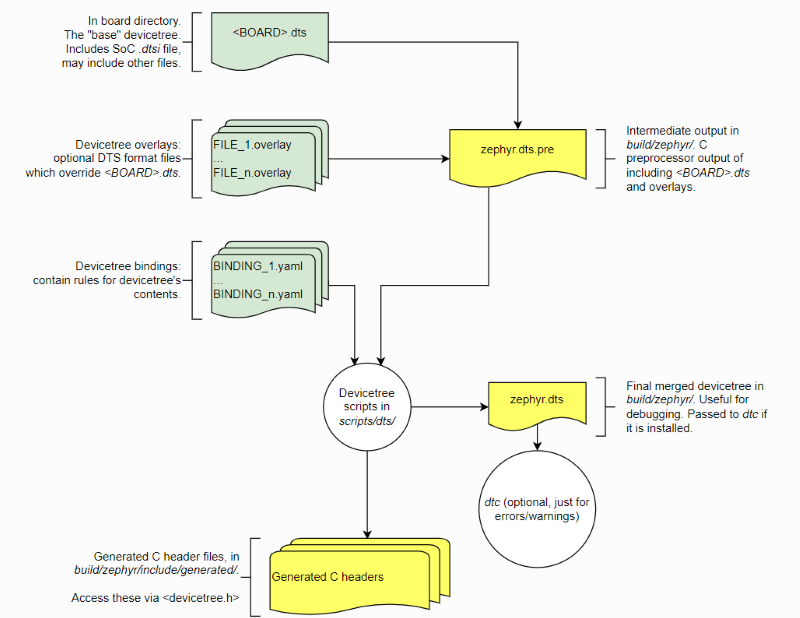 In board directory.
The "base" devicetree.
Includes SoC .dtsi file,
may include other files.
<BOARD>.dts
Devicetree overlays:
optional DTS format files
which override <BOARD>.dts.
FILE_1.overlay
...
FILE_n.overlay
zephyr.dts.pre
Intermediate output in
build/zephyr/. C
preprocessor output of
including <BOARD>.dts
and overlays.
Devicetree bindings:
contain rules for devicetree's
contents.
BINDING_1.yaml
...
BINDING_n.yaml
Devicetree
scripts in
scripts/dts/
zephyr.dts
Final merged devicetree in
build/zephyr/. Useful for
debugging. Passed to dtc if
it is installed.
dtc (optional, just for
errors/warnings)
Generated C header files, in
build/zephyr/include/generated/.
Access these via <devicetree.h>
Generated C headers